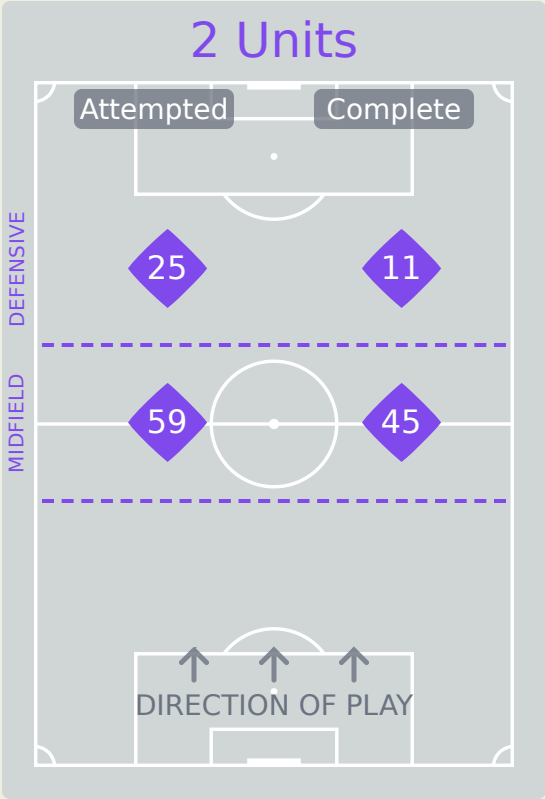 2 Units
Attempted Complete
DEFENSIVE
25 11
MIDFIELD
59 45
DIRECTION OF PLAY